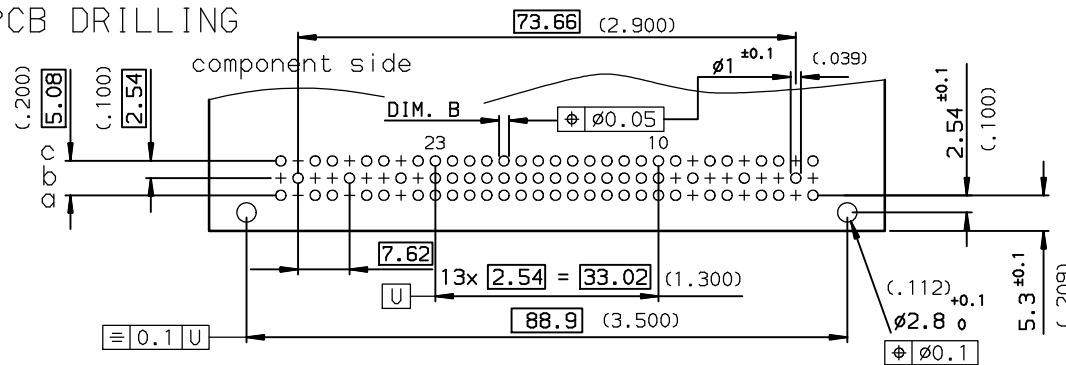 PCB DRILLING
73.66 (2.900)
component side
ø1 ±0.1 (.039)
(.200) 5.08
(.100) 2.54
DIM. B
⌖ ø0.05
2.54 ±0.1 (.100)
23
10
c
b
a
7.62
13x 2.54 = 33.02 (1.300)
U
88.9 (3.500)
⌯ 0.1 U
(.112)
ø2.8 +0.1 0
⌖ ø0.1
5.3 ±0.1 (.209)